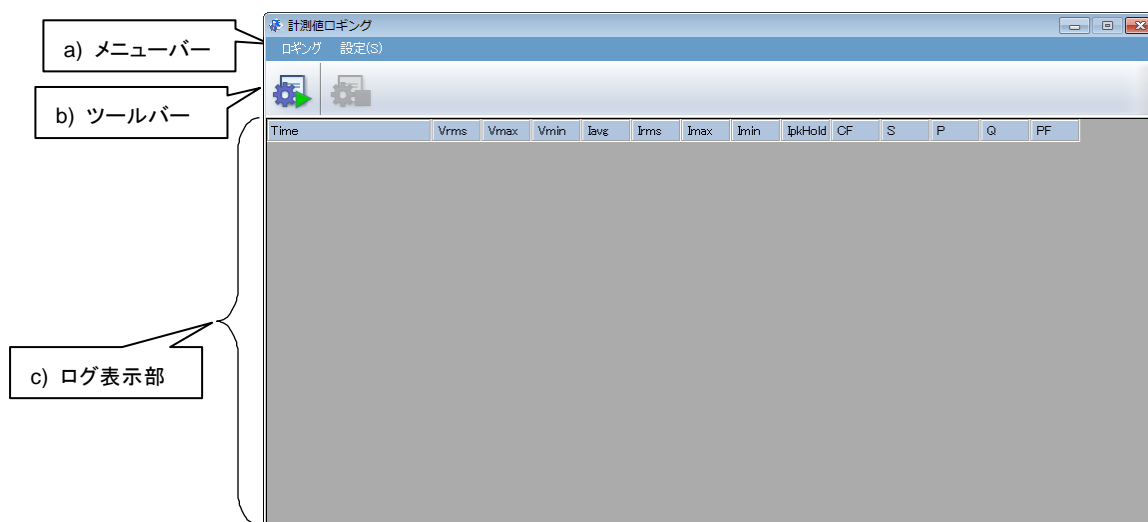 計測値ロギング
a) メニューバー
ロギング 設定(S)
b) ツールバー
Time Vrms Vmax Vmin Iavg Irms Imax Imin IpkHold CF S P Q PF
c) ログ表示部